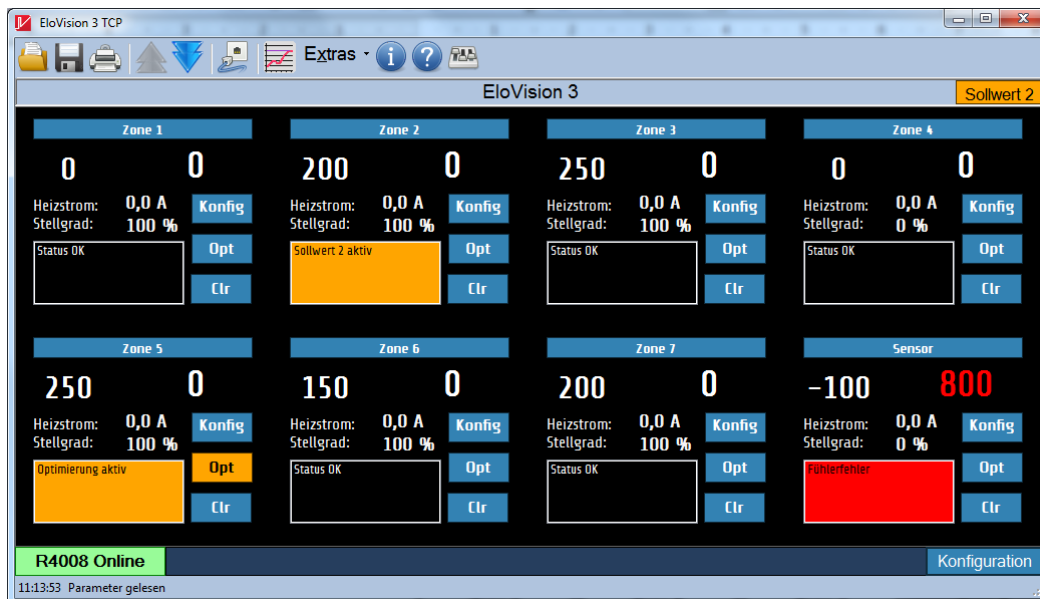 EloVision 3 TCP
Extras
EloVision 3
Sollwert 2
Zone 1
0 0
Heizstrom: 0,0 A Konfig
Stellgrad: 100 %
Status OK
Opt
Clr
Zone 2
200 0
Heizstrom: 0,0 A Konfig
Stellgrad: 100 %
Sollwert 2 aktiv
Opt
Clr
Zone 3
250 0
Heizstrom: 0,0 A Konfig
Stellgrad: 100 %
Status OK
Opt
Clr
Zone 4
0 0
Heizstrom: 0,0 A Konfig
Stellgrad: 0 %
Status OK
Opt
Clr
Zone 5
250 0
Heizstrom: 0,0 A Konfig
Stellgrad: 100 %
Optimierung aktiv
Opt
Clr
Zone 6
150 0
Heizstrom: 0,0 A Konfig
Stellgrad: 100 %
Status OK
Opt
Clr
Zone 7
200 0
Heizstrom: 0,0 A Konfig
Stellgrad: 100 %
Status OK
Opt
Clr
Sensor
-100 800
Heizstrom: 0,0 A Konfig
Stellgrad: 0 %
Fühlerfehler
Opt
Clr
R4008 Online
Konfiguration
11:13:53 Parameter gelesen